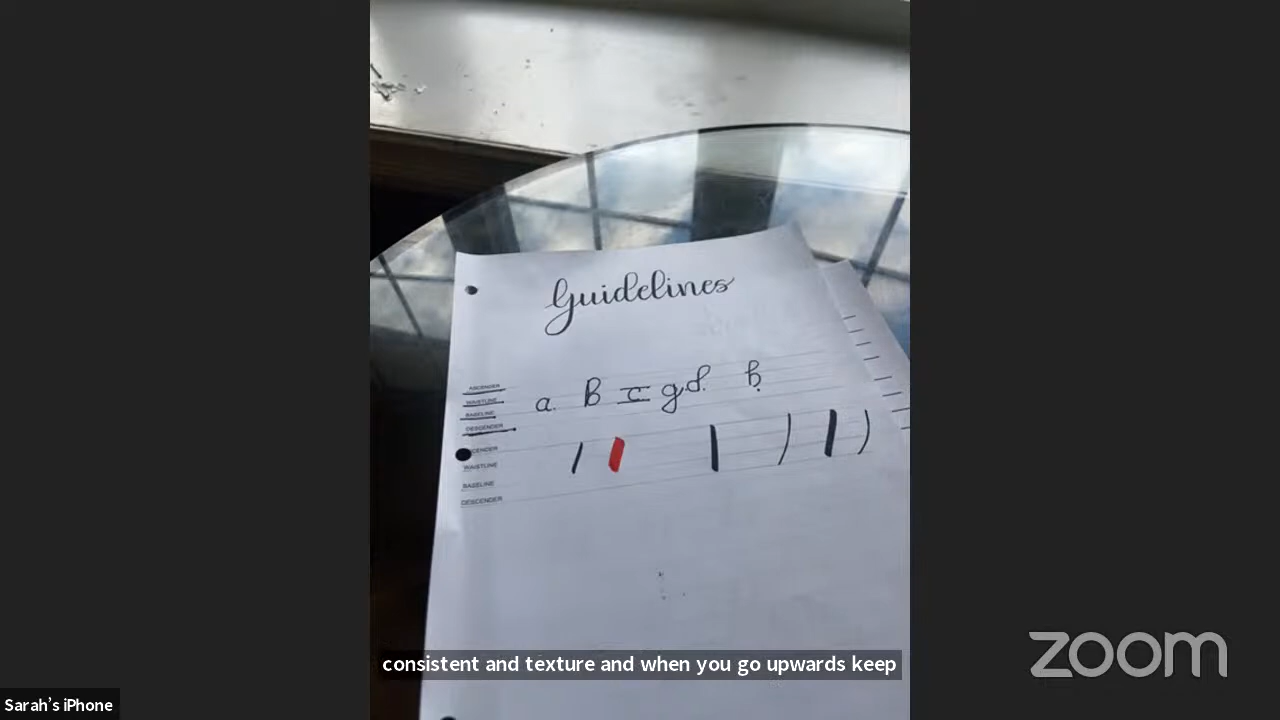 Guidelines
ASCENDER
WAISTLINE
BASELINE
DESCENDER
a. B c g d. b
CENDER
WAISTLINE
BASELINE
DESCENDER
consistent and texture and when you go upwards keep
zoom
Sarah's iPhone